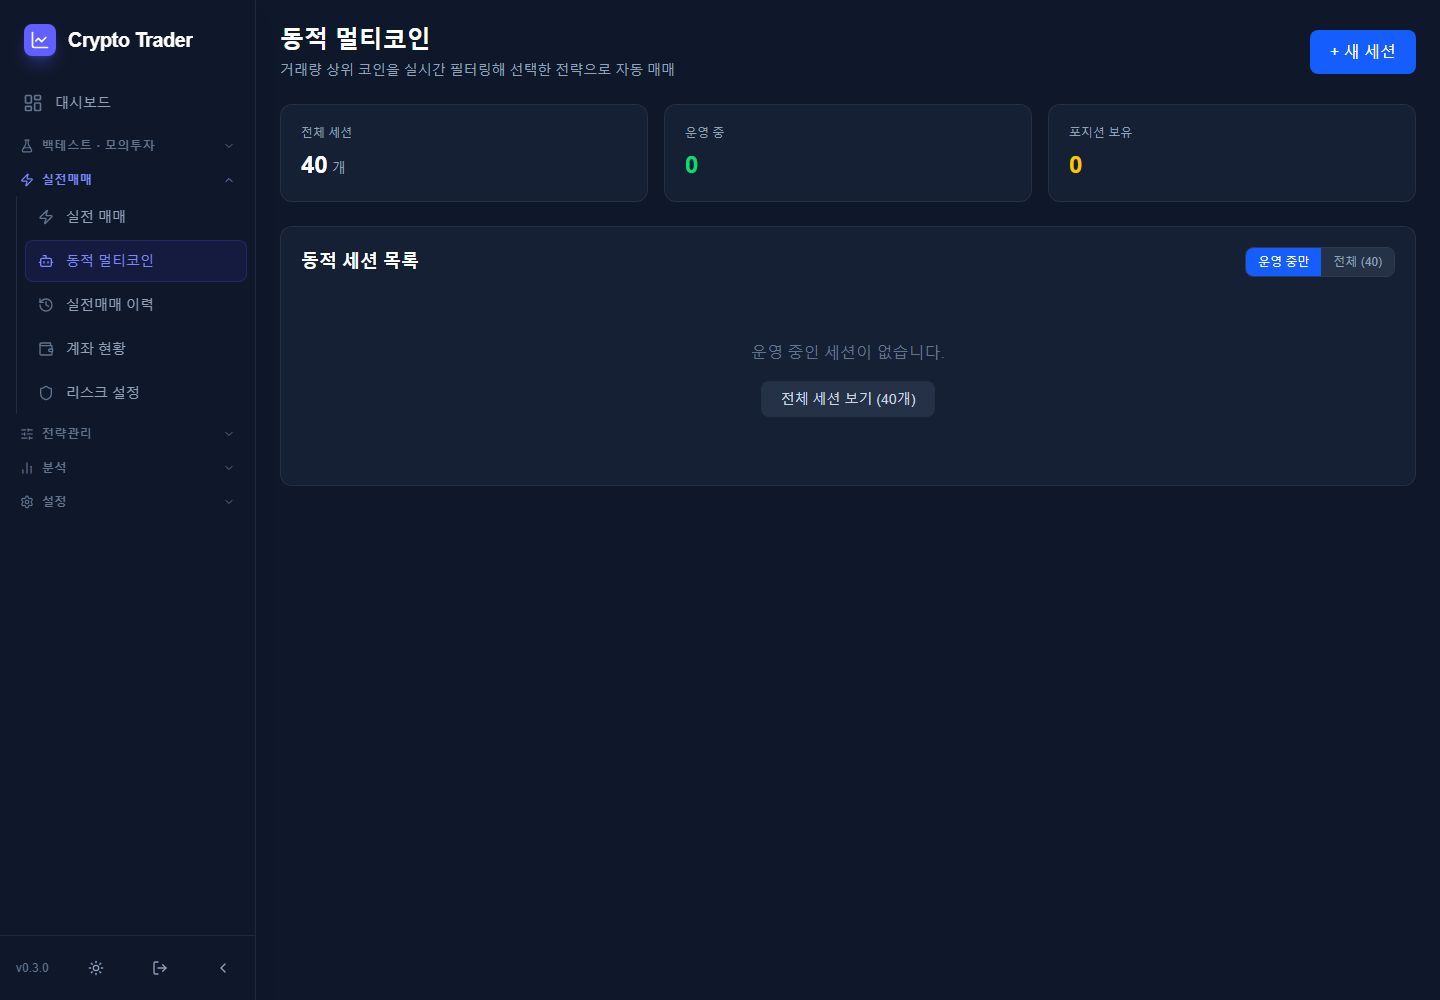 Crypto Trader
대시보드
백테스트 · 모의투자
실전매매
실전 매매
동적 멀티코인
실전매매 이력
계좌 현황
리스크 설정
전략관리
분석
설정
v0.3.0
동적 멀티코인
거래량 상위 코인을 실시간 필터링해 선택한 전략으로 자동 매매
+ 새 세션
전체 세션
40 개
운영 중
0
포지션 보유
0
동적 세션 목록
운영 중만
전체 (40)
운영 중인 세션이 없습니다.
전체 세션 보기 (40개)